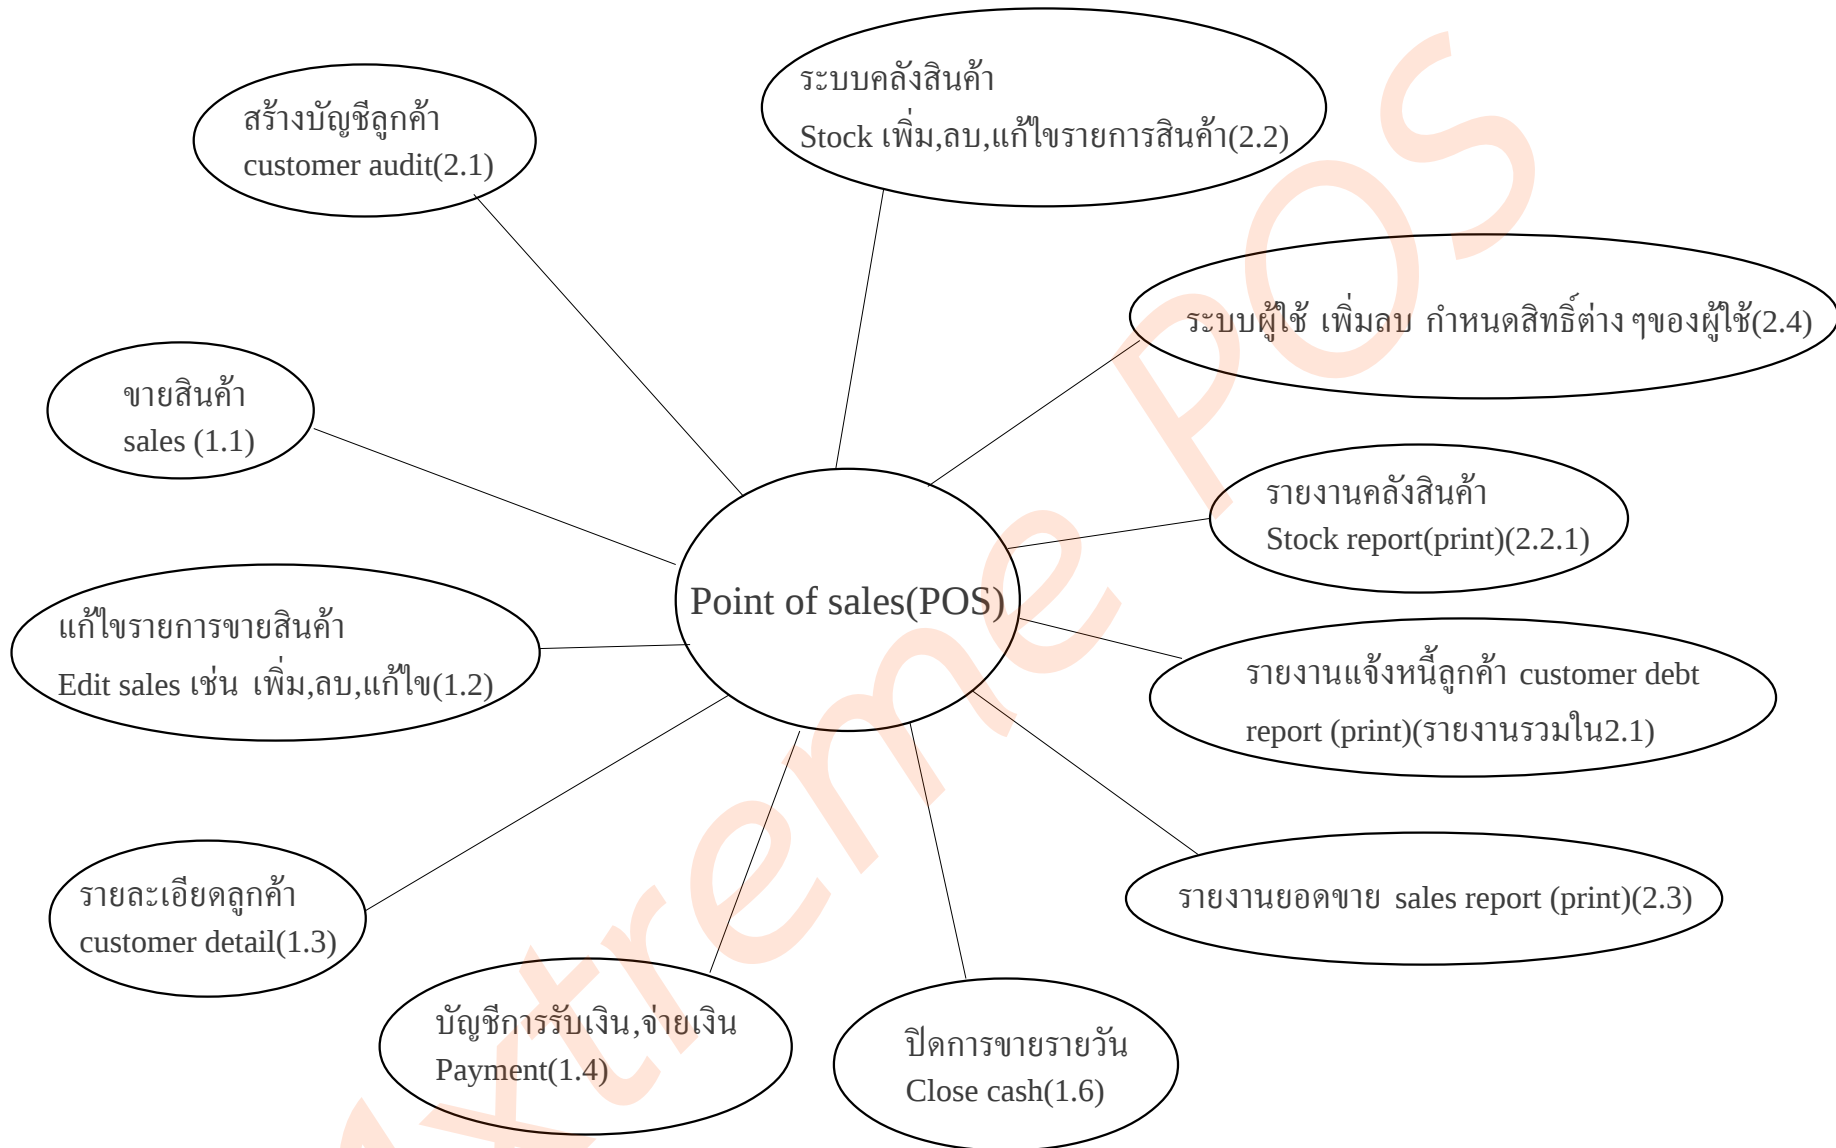 สร้างบัญชีลูกค้า
customer audit(2.1)
ระบบคลังสินค้า
Stock เพิ่ม,ลบ,แก้ไขรายการสินค้า(2.2)
ระบบผู้ใช้ เพิ่มลบ กำหนดสิทธิ์ต่าง ๆของผู้ใช้(2.4)
ขายสินค้า
sales (1.1)
รายงานคลังสินค้า
Stock report(print)(2.2.1)
Point of sales(POS)
แก้ไขรายการขายสินค้า
Edit sales เช่น เพิ่ม,ลบ,แก้ไข(1.2)
รายงานแจ้งหนี้ลูกค้า customer debt
report (print)(รายงานรวมใน2.1)
รายละเอียดลูกค้า
customer detail(1.3)
รายงานยอดขาย sales report (print)(2.3)
บัญชีการรับเงิน,จ่ายเงิน
Payment(1.4)
ปิดการขายรายวัน
Close cash(1.6)
xtreme POS